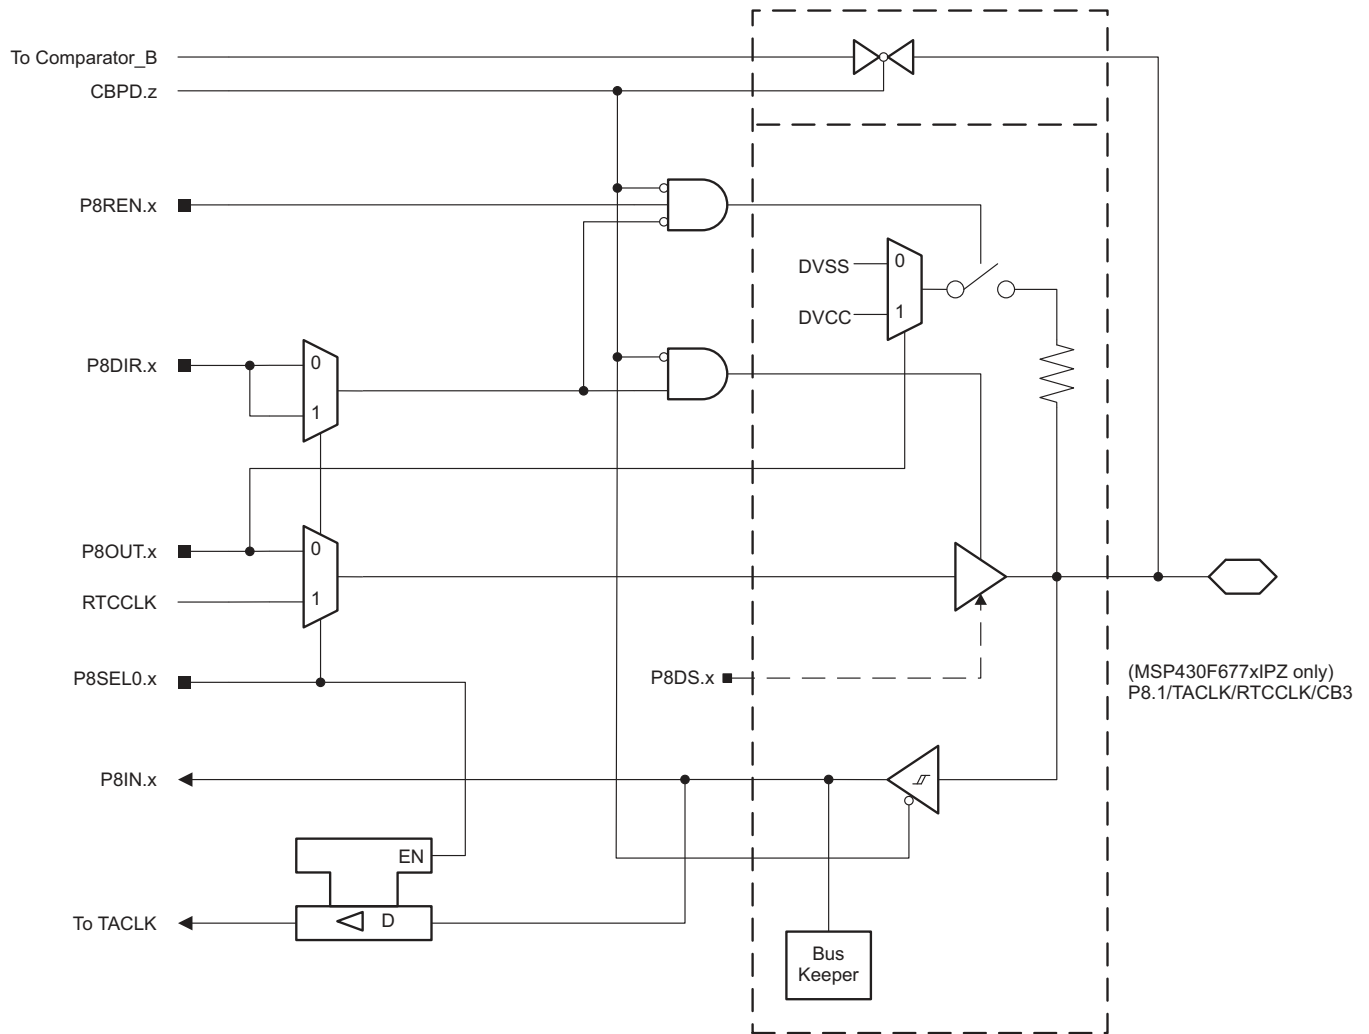 To Comparator_B
CBPD.z
P8REN.x
DVSS
0
DVCC
1
P8DIR.x
0
1
P8OUT.x
0
RTCCLK
1
P8SEL0.x
P8DS.x
(MSP430F677xIPZ only)
P8.1/TACLK/RTCCLK/CB3
P8IN.x
EN
To TACLK
D
Bus
Keeper